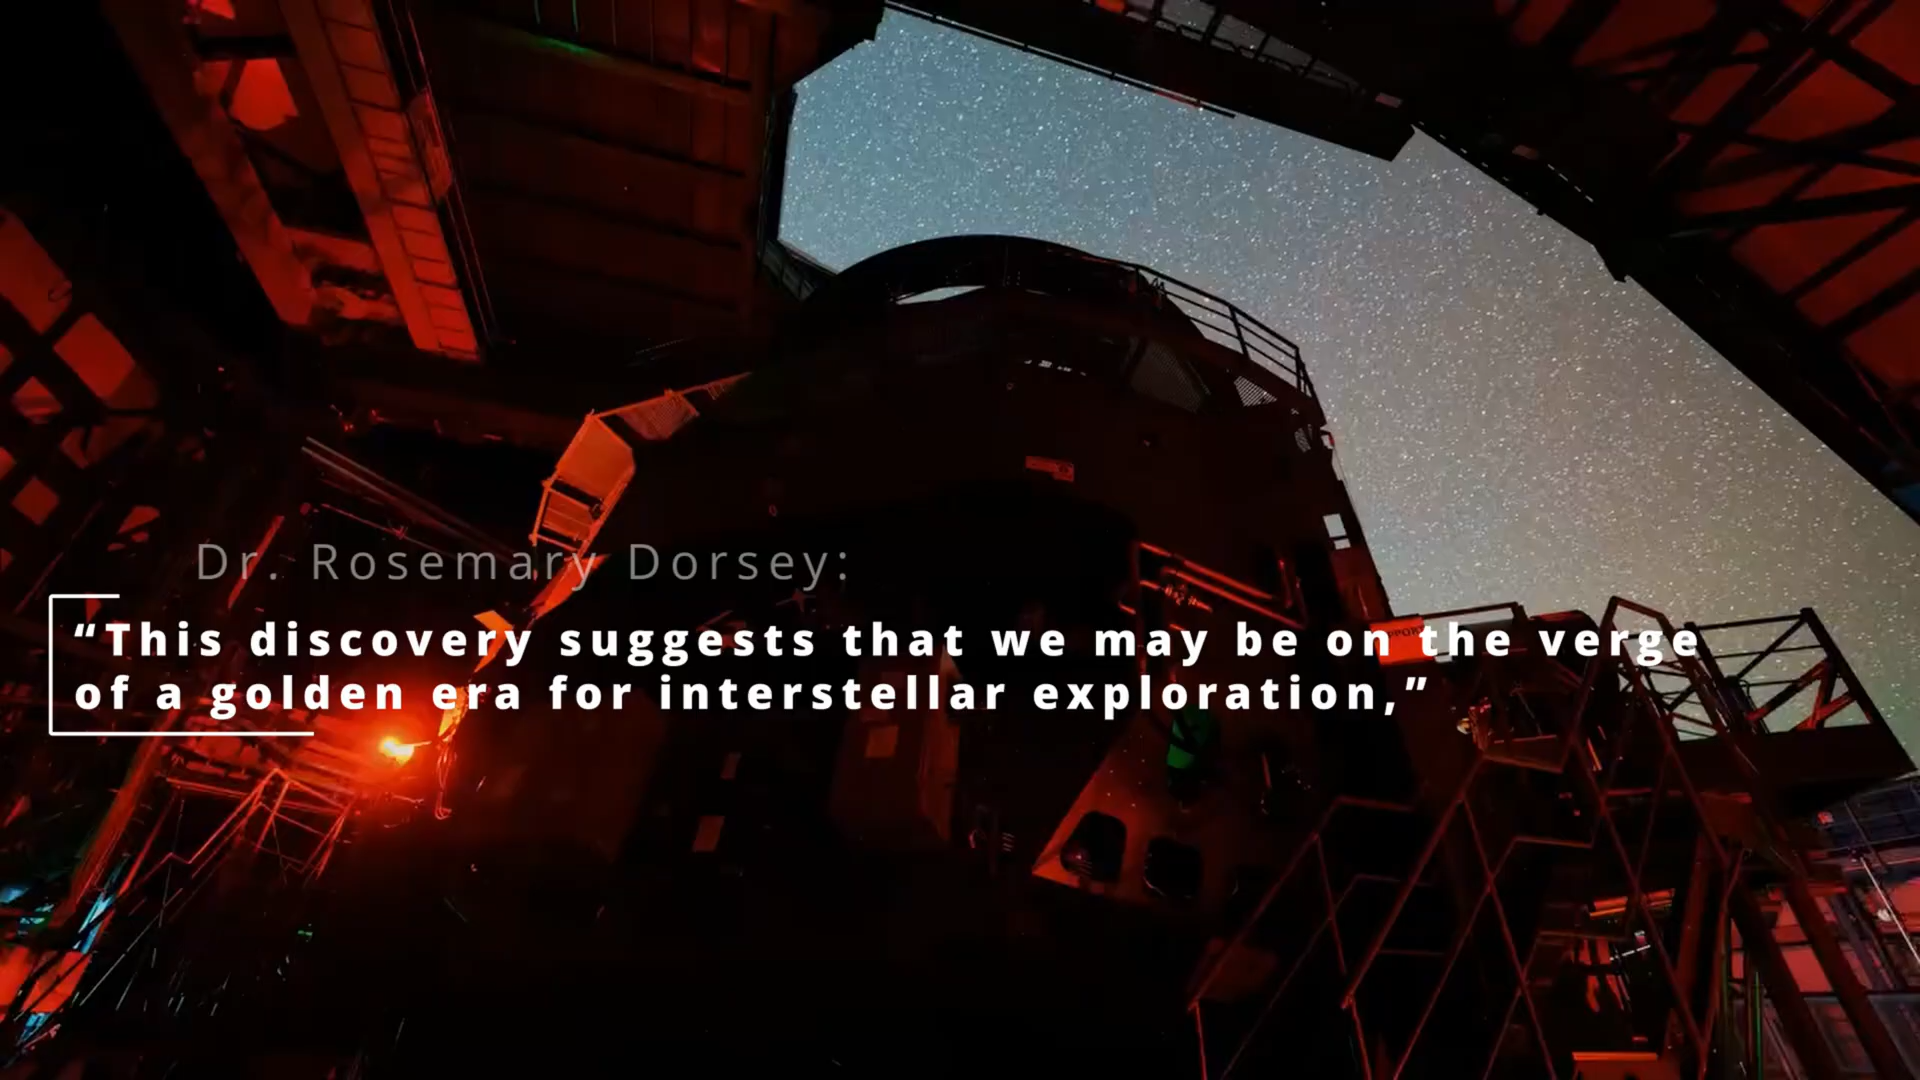 Dr. Rosemary Dorsey:
“This discovery suggests that we may be on the verge
of a golden era for interstellar exploration,”